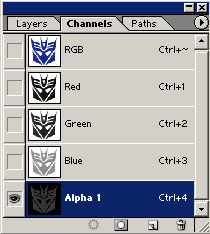 Layers Channels Paths
RGB Ctrl+~
Red Ctrl+1
Green Ctrl+2
Blue Ctrl+3
Alpha 1 Ctrl+4